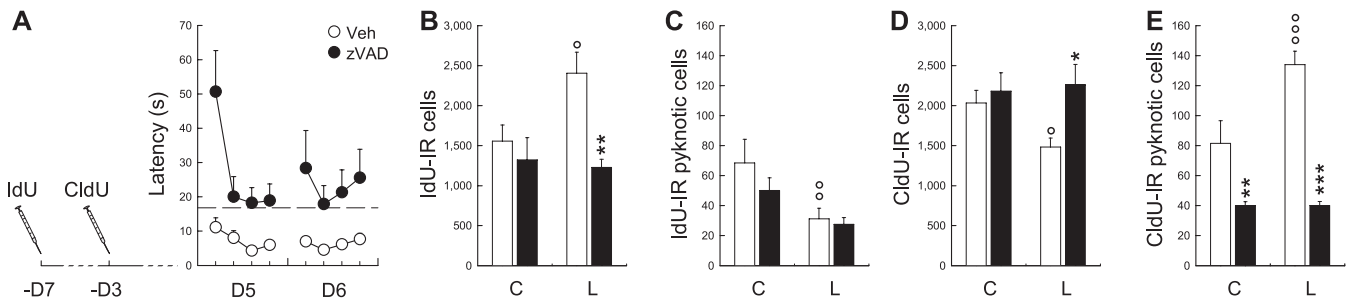 A
IdU
CldU
-D7
-D3
Latency (s)
70
60
50
40
30
20
10
0
Veh
zVAD
D5
D6
B
IdU-IR cells
3,000
2,500
2,000
1,500
1,000
500
0
**
C
L
C
IdU-IR pyknotic cells
160
140
120
100
80
60
40
20
0
C
L
D
CldU-IR cells
3,000
2,500
2,000
1,500
1,000
500
0
*
C
L
E
CldU-IR pyknotic cells
160
140
120
100
80
60
40
20
0
**
***
C
L